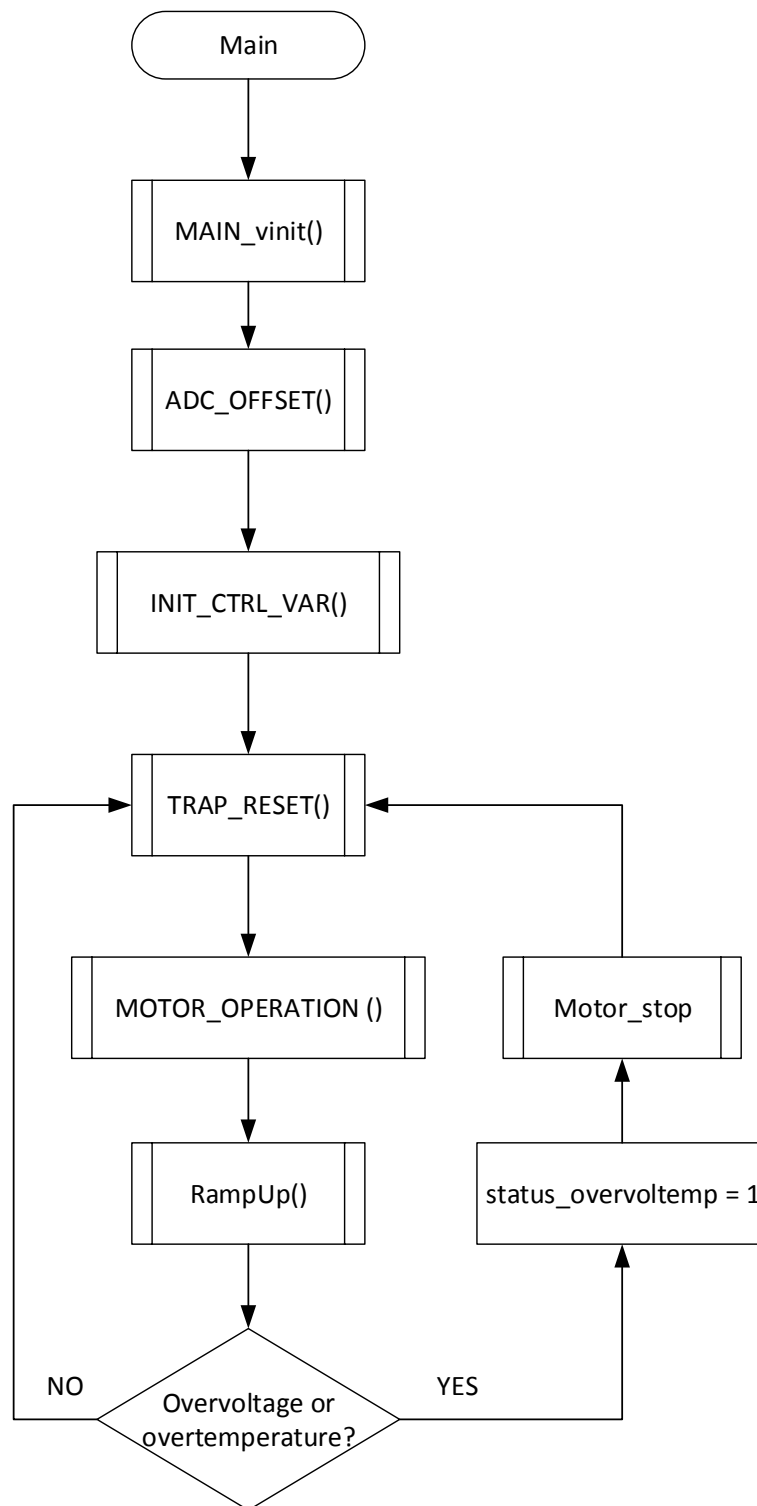 Main
MAIN_vinit()
ADC_OFFSET()
INIT_CTRL_VAR()
TRAP_RESET()
MOTOR_OPERATION ()
Motor_stop
RampUp()
status_overvoltemp = 1
NO
YES
Overvoltage or
overtemperature?